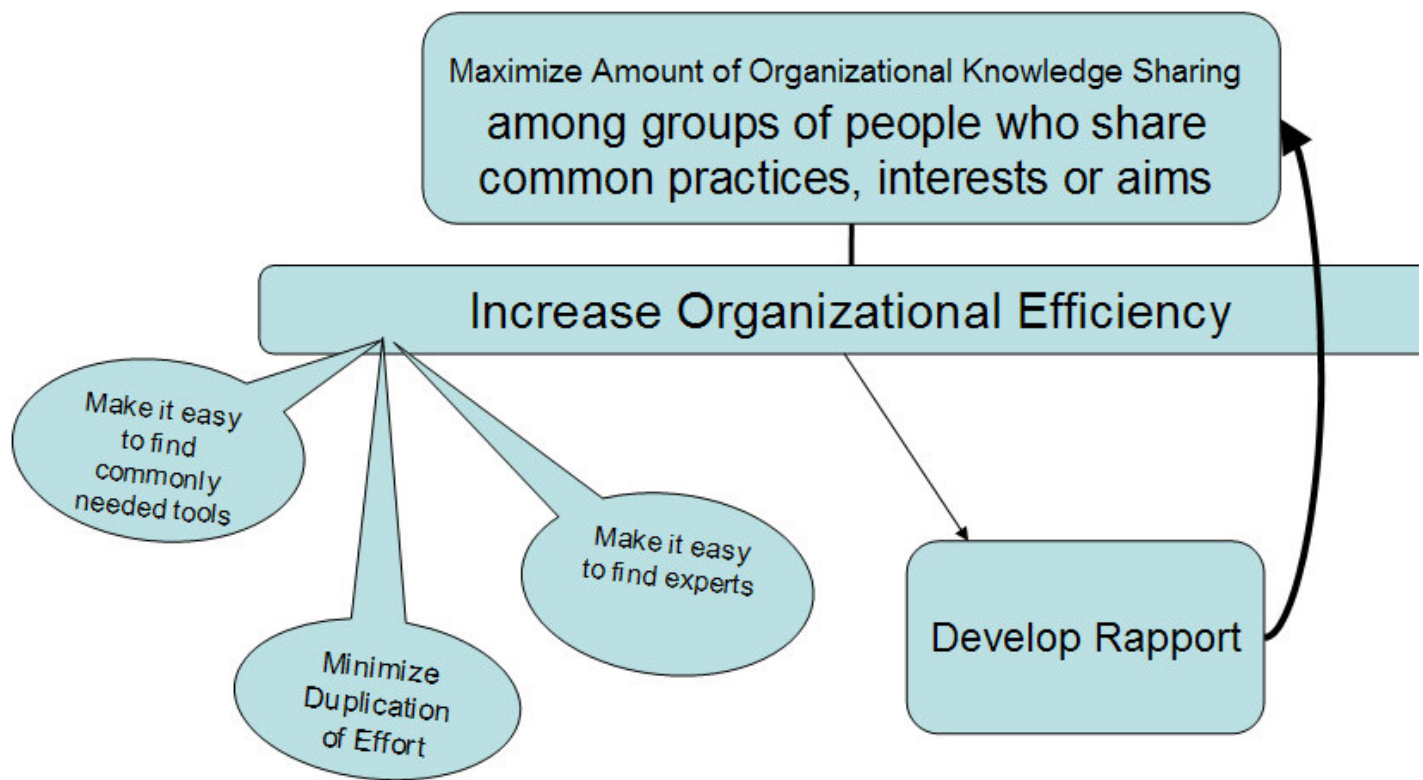 Maximize Amount of Organizational Knowledge Sharing
among groups of people who share
common practices, interests or aims
Increase Organizational Efficiency
Make it easy
to find
commonly
needed tools
Make it easy
to find experts
Develop Rapport
Minimize
Duplication
of Effort